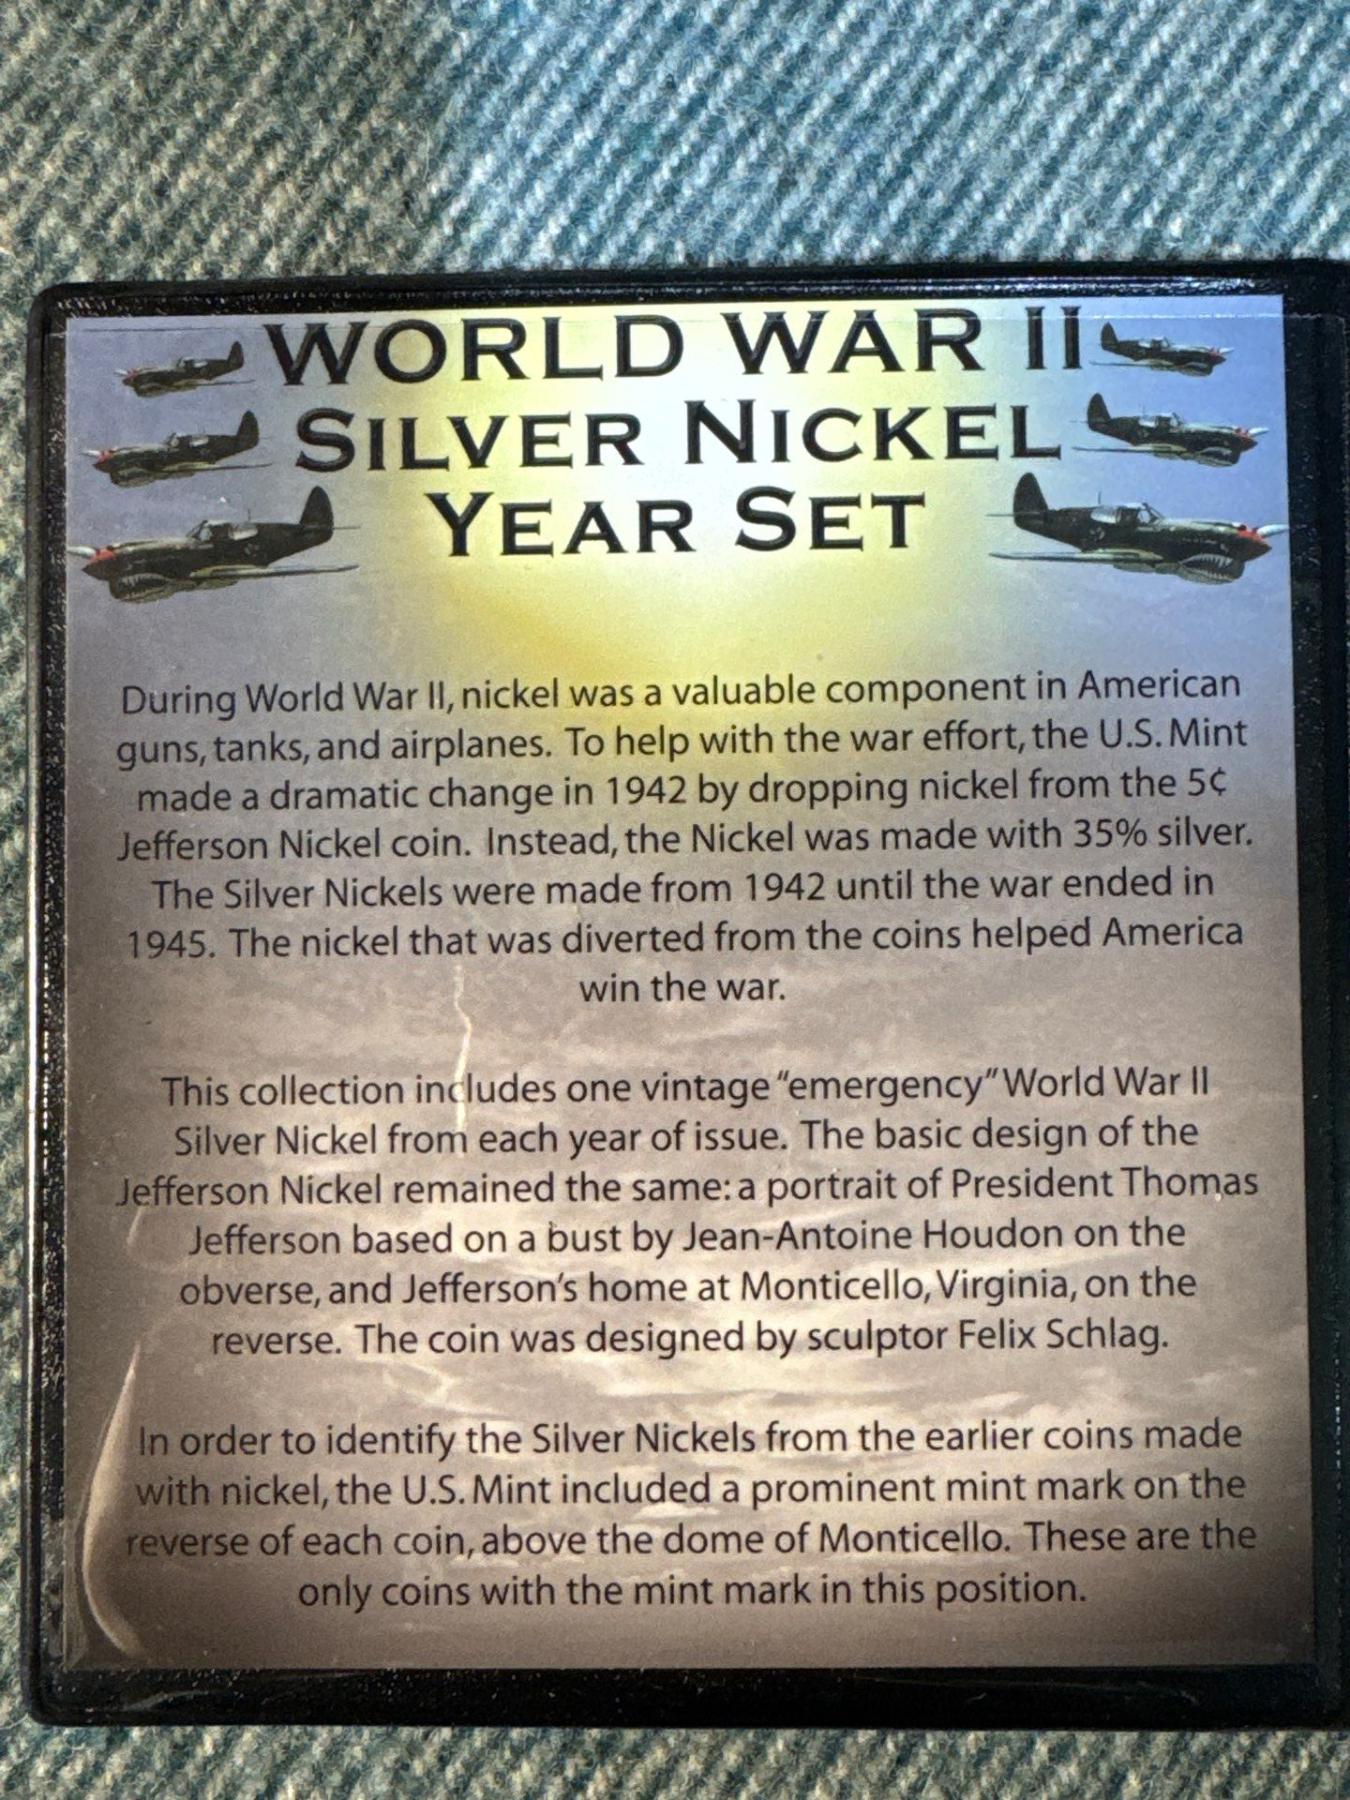 WORLD WAR II
SILVER NICKEL
YEAR SET
During World War II, nickel was a valuable component in American
guns, tanks, and airplanes. To help with the war effort, the U.S. Mint
made a dramatic change in 1942 by dropping nickel from the 5¢
Jefferson Nickel coin. Instead, the Nickel was made with 35% silver.
The Silver Nickels were made from 1942 until the war ended in
1945. The nickel that was diverted from the coins helped America
win the war.
This collection includes one vintage “emergency” World War II
Silver Nickel from each year of issue. The basic design of the
Jefferson Nickel remained the same: a portrait of President Thomas
Jefferson based on a bust by Jean-Antoine Houdon on the
obverse, and Jefferson’s home at Monticello, Virginia, on the
reverse. The coin was designed by sculptor Felix Schlag.
In order to identify the Silver Nickels from the earlier coins made
with nickel, the U.S. Mint included a prominent mint mark on the
reverse of each coin, above the dome of Monticello. These are the
only coins with the mint mark in this position.